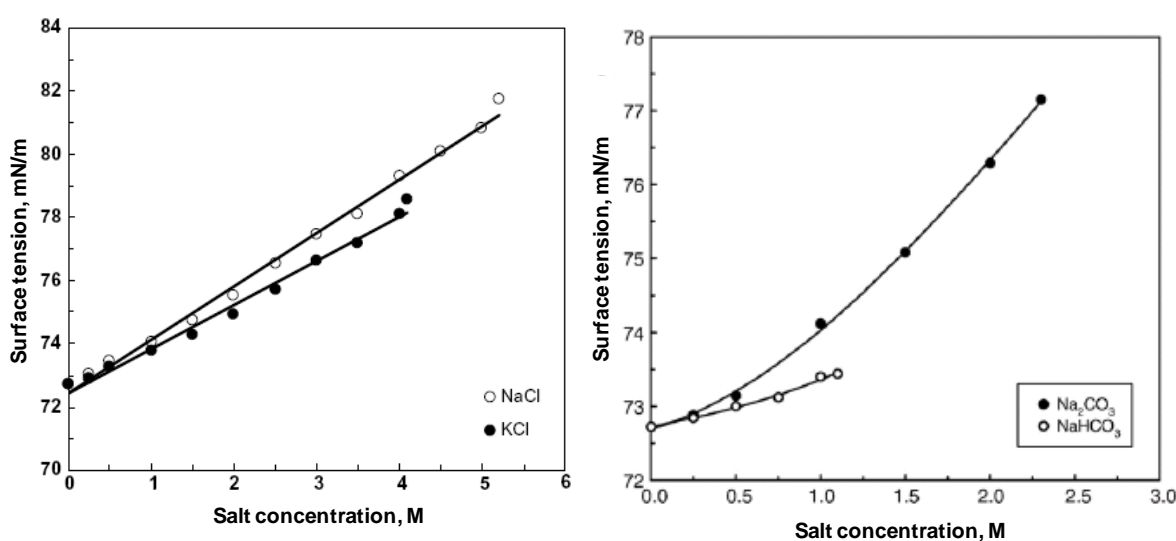 Surface tension, mN/m
84
82
80
78
76
74
72
70
0 1 2 3 4 5 6
Salt concentration, M
NaCl
KCl
Surface tension, mN/m
78
77
76
75
74
73
72
0.0 0.5 1.0 1.5 2.0 2.5 3.0
Salt concentration, M
Na₂CO₃
NaHCO₃